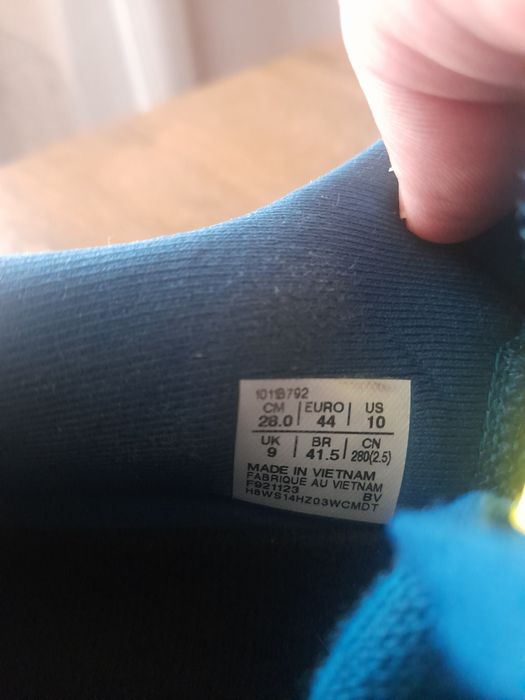 1011B792
CM | EURO | US
28.0 | 44 | 10
UK | BR | CN
9 | 41.5 | 280(2.5)
MADE IN VIETNAM
FABRIQUE AU VIETNAM
F921123 BV
H8WS14HZ03WCMDT